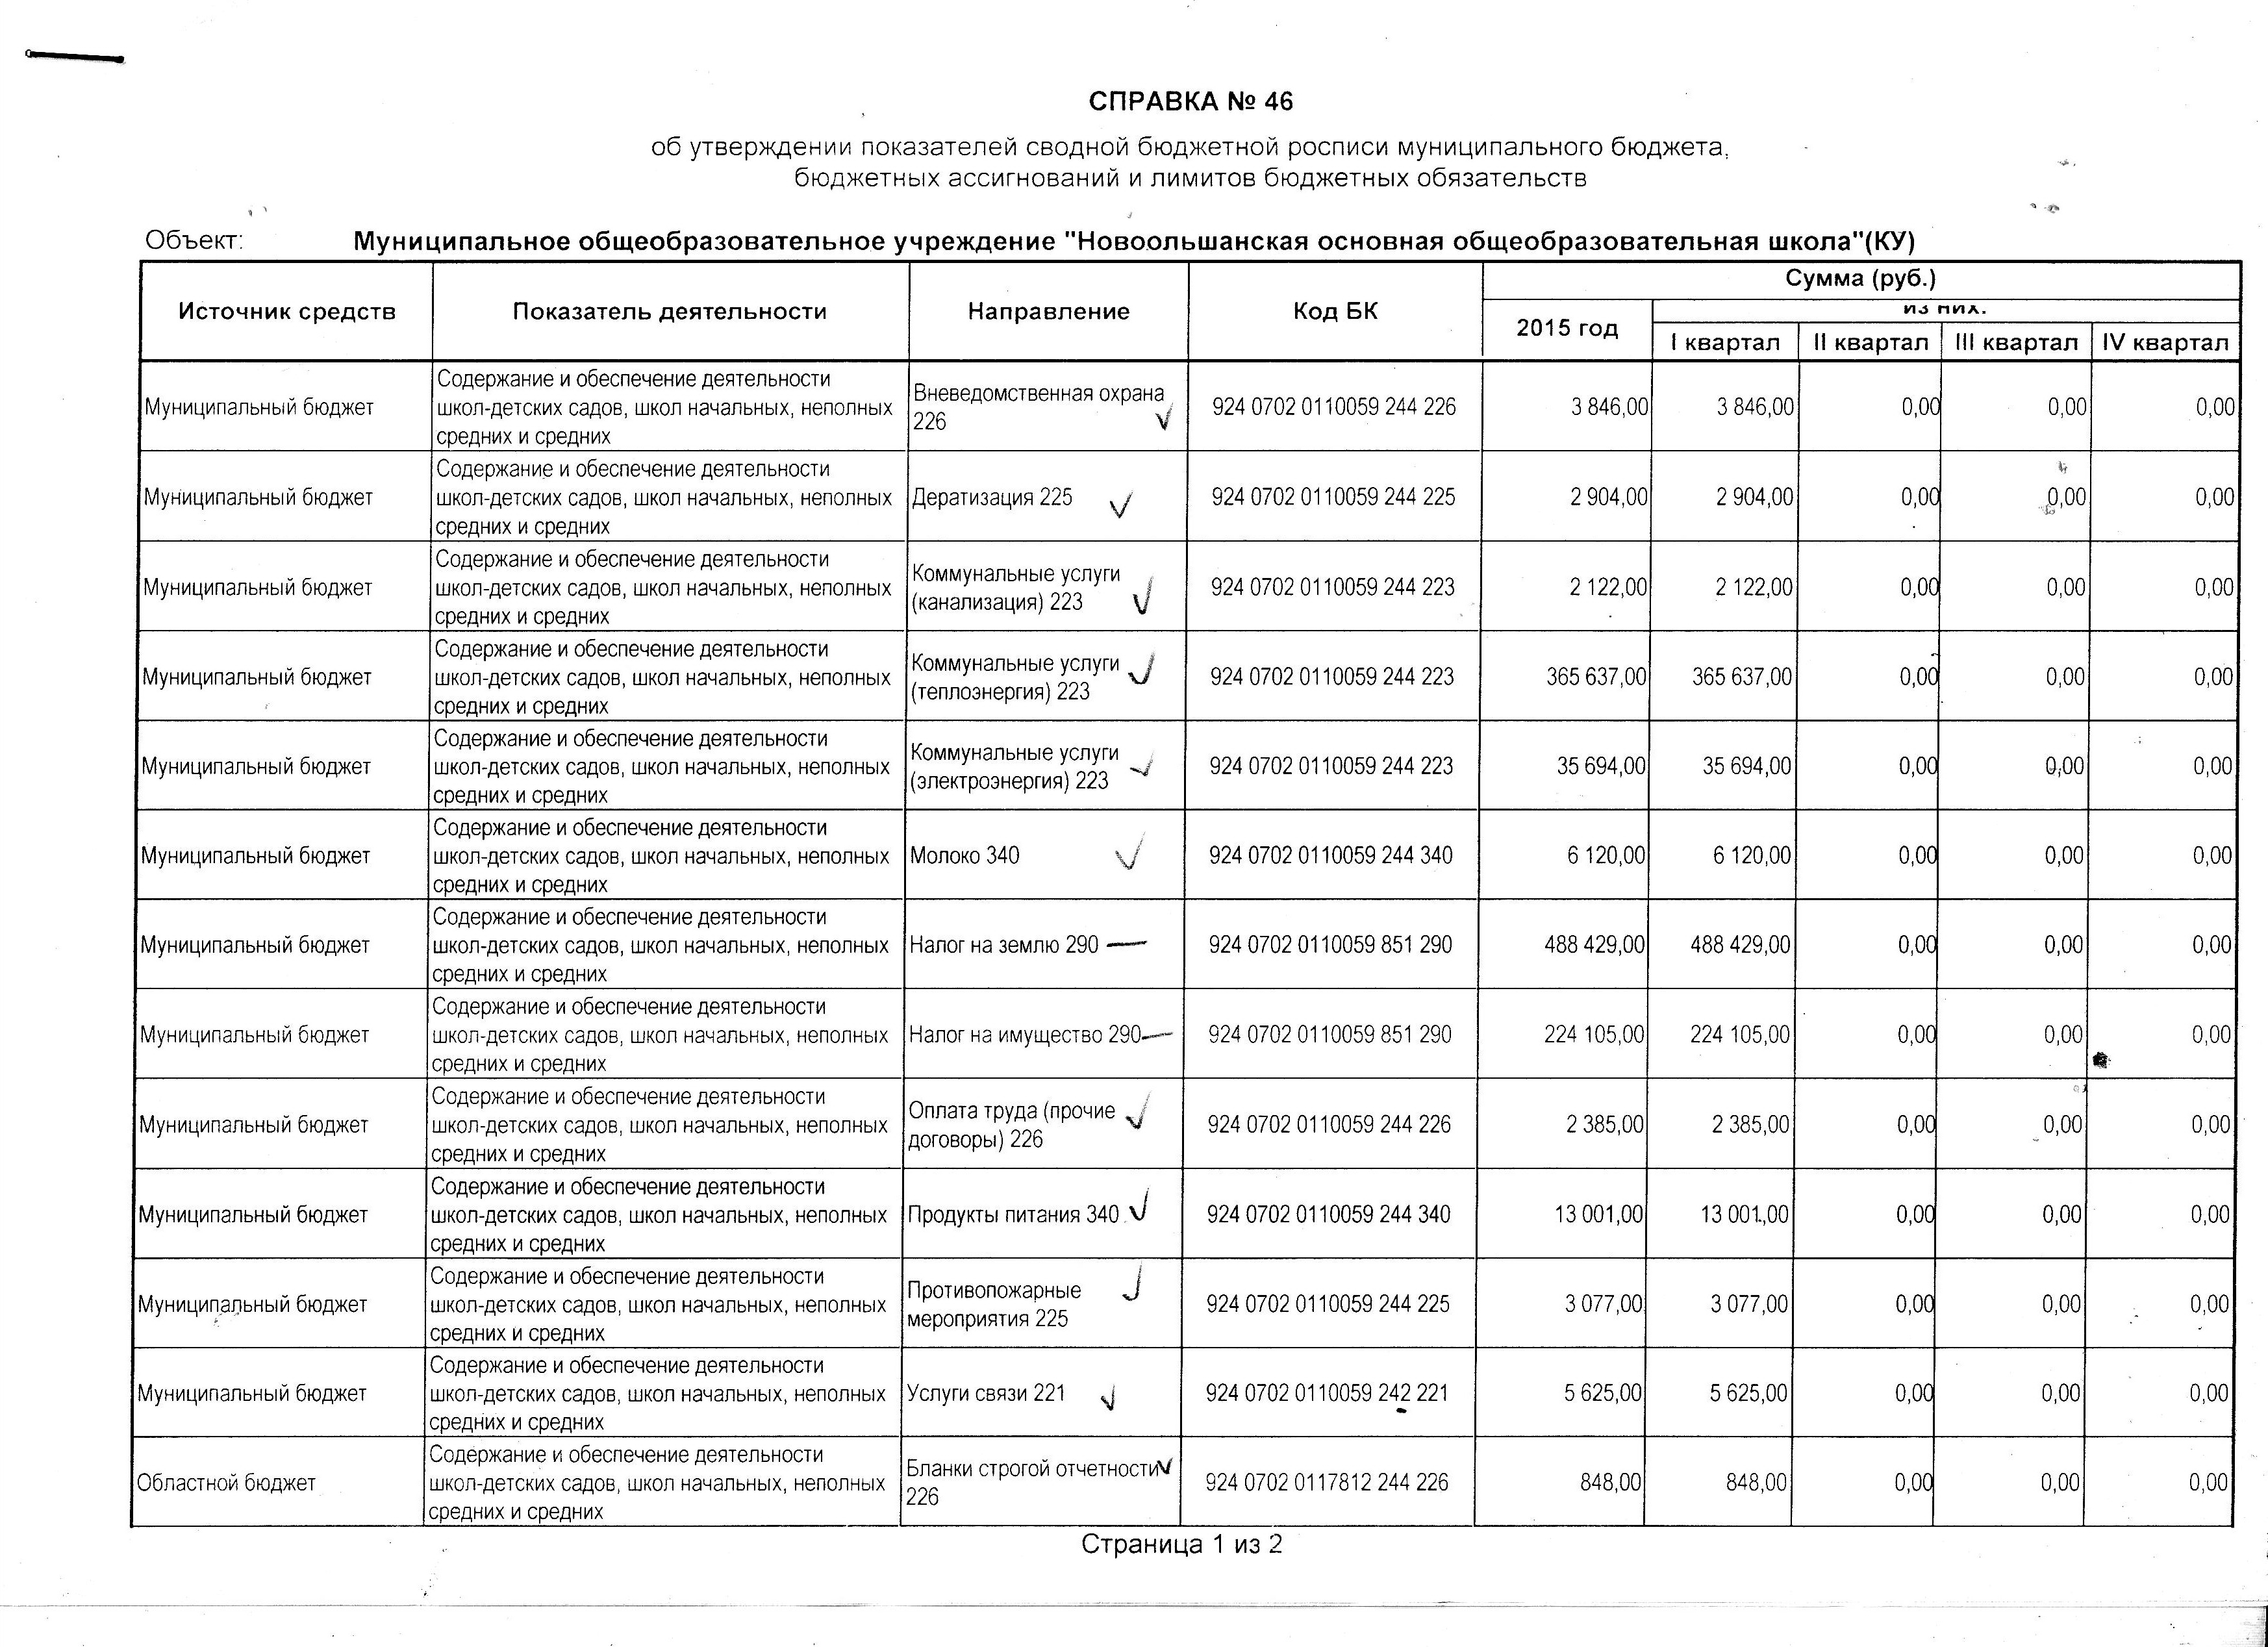 СПРАВКА № 46
об утверждении показателей сводной бюджетной росписи муниципального бюджета,
бюджетных ассигнований и лимитов бюджетных обязательств
Объект: Муниципальное общеобразовательное учреждение "Новоольшанская основная общеобразовательная школа"(КУ)
Источник средств Показатель деятельности Направление Код БК Сумма (руб.)
2015 год из них:
I квартал II квартал III квартал IV квартал
Содержание и обеспечение деятельности
Муниципальный бюджет школ-детских садов, школ начальных, неполных Вневедомственная охрана 924 0702 0110059 244 226 3 846,00 3 846,00 0,00 0,00 0,00
средних и средних 226
Содержание и обеспечение деятельности
Муниципальный бюджет школ-детских садов, школ начальных, неполных Дератизация 225 924 0702 0110059 244 225 2 904,00 2 904,00 0,00 0,00 0,00
средних и средних
Содержание и обеспечение деятельности Коммунальные услуги
Муниципальный бюджет школ-детских садов, школ начальных, неполных (канализация) 223 924 0702 0110059 244 223 2 122,00 2 122,00 0,00 0,00 0,00
средних и средних
Содержание и обеспечение деятельности Коммунальные услуги
Муниципальный бюджет школ-детских садов, школ начальных, неполных (теплоэнергия) 223 924 0702 0110059 244 223 365 637,00 365 637,00 0,00 0,00 0,00
средних и средних
Содержание и обеспечение деятельности Коммунальные услуги
Муниципальный бюджет школ-детских садов, школ начальных, неполных (электроэнергия) 223 924 0702 0110059 244 223 35 694,00 35 694,00 0,00 0,00 0,00
средних и средних
Содержание и обеспечение деятельности
Муниципальный бюджет школ-детских садов, школ начальных, неполных Молоко 340 924 0702 0110059 244 340 6 120,00 6 120,00 0,00 0,00 0,00
средних и средних
Содержание и обеспечение деятельности
Муниципальный бюджет школ-детских садов, школ начальных, неполных Налог на землю 290 924 0702 0110059 851 290 488 429,00 488 429,00 0,00 0,00 0,00
средних и средних
Содержание и обеспечение деятельности
Муниципальный бюджет школ-детских садов, школ начальных, неполных Налог на имущество 290 924 0702 0110059 851 290 224 105,00 224 105,00 0,00 0,00 0,00
средних и средних
Содержание и обеспечение деятельности Оплата труда (прочие
Муниципальный бюджет школ-детских садов, школ начальных, неполных договоры) 226 924 0702 0110059 244 226 2 385,00 2 385,00 0,00 0,00 0,00
средних и средних
Содержание и обеспечение деятельности
Муниципальный бюджет школ-детских садов, школ начальных, неполных Продукты питания 340 924 0702 0110059 244 340 13 001,00 13 001,00 0,00 0,00 0,00
средних и средних
Содержание и обеспечение деятельности Противопожарные
Муниципальный бюджет школ-детских садов, школ начальных, неполных мероприятия 225 924 0702 0110059 244 225 3 077,00 3 077,00 0,00 0,00 0,00
средних и средних
Содержание и обеспечение деятельности
Муниципальный бюджет школ-детских садов, школ начальных, неполных Услуги связи 221 924 0702 0110059 242 221 5 625,00 5 625,00 0,00 0,00 0,00
средних и средних
Содержание и обеспечение деятельности Бланки строгой отчетности
Областной бюджет школ-детских садов, школ начальных, неполных 226 924 0702 0117812 244 226 848,00 848,00 0,00 0,00 0,00
средних и средних
Страница 1 из 2